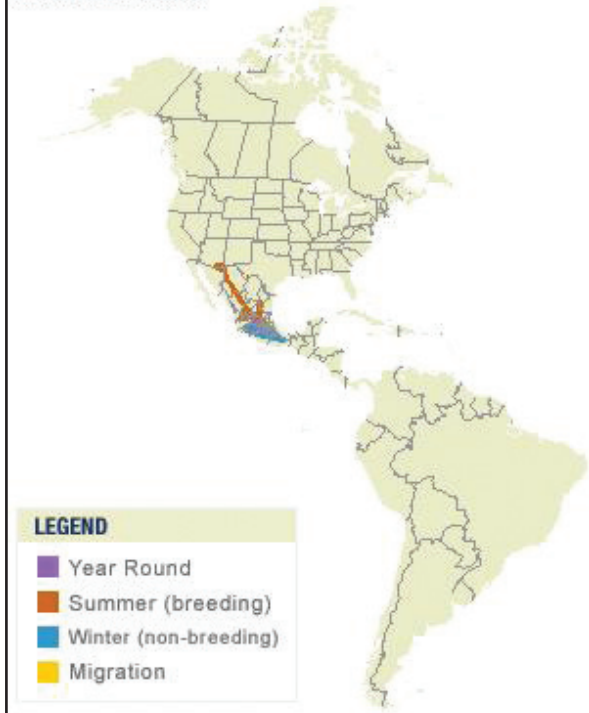 LEGEND
Year Round
Summer (breeding)
Winter (non-breeding)
Migration